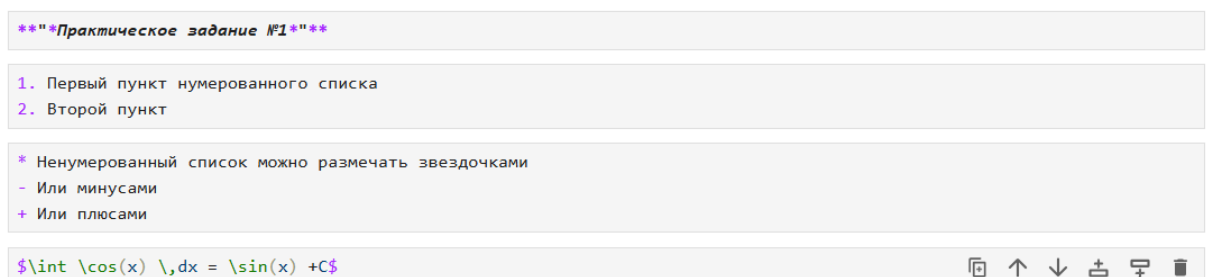 **"*Практическое задание №1*"**
1. Первый пункт нумерованного списка
2. Второй пункт
* Ненумерованный список можно размечать звездочками
- Или минусами
+ Или плюсами
$\int \cos(x) \,dx = \sin(x) +C$